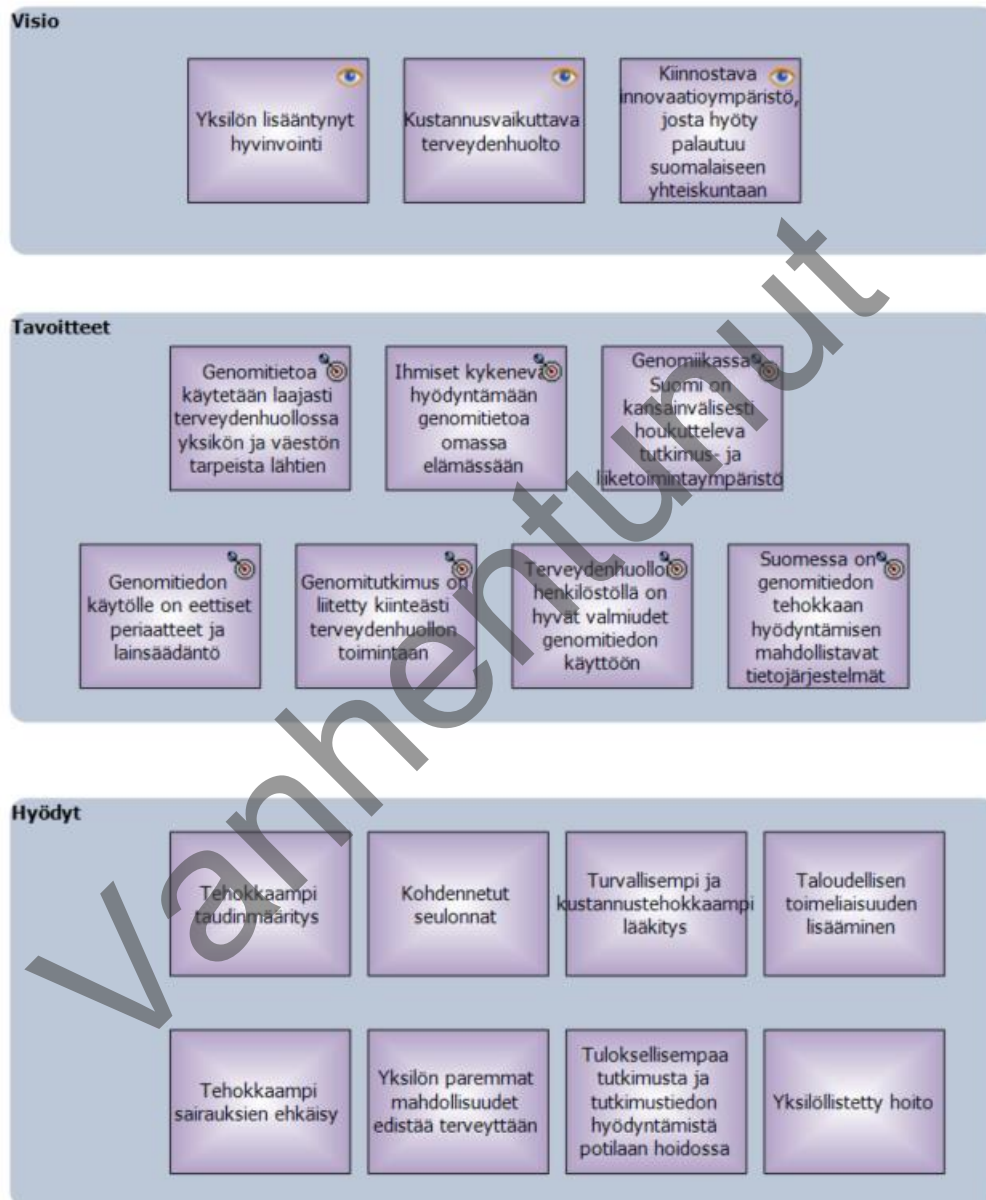 Visio
Yksilön lisääntynyt
hyvinvointi
Kustannusvaikuttava
terveydenhuolto
Kiinnostava
innovaatioympäristö,
josta hyöty
palautuu
suomalaiseen
yhteiskuntaan
Tavoitteet
Genomitietoa
käytetään laajasti
terveydenhuollossa
yksikön ja väestön
tarpeista lähtien
Ihmiset kykenevät
hyödyntämään
genomitietoa
omassa
elämässään
Genomiikassa
Suomi on
kansainvälisesti
houkutteleva
tutkimus- ja
liiketoimintaympäristö
Genomitiedon
käytölle on eettiset
periaatteet ja
lainsäädäntö
Genomitutkimus on
liitetty kiinteästi
terveydenhuollon
toimintaan
Terveydenhuollon
henkilöstöllä on
hyvät valmiudet
genomitiedon
käyttöön
Suomessa on
genomitiedon
tehokkaan
hyödyntämisen
mahdollistavat
tietojärjestelmät
Hyödyt
Tehokkaampi
taudinmääritys
Kohdennetut
seulonnat
Turvallisempi ja
kustannustehokkaampi
lääkitys
Taloudellisen
toimeliaisuuden
lisääminen
Tehokkaampi
sairauksien ehkäisy
Yksilön paremmat
mahdollisuudet
edistää terveyttään
Tuloksellisempaa
tutkimusta ja
tutkimustiedon
hyödyntämistä
potilaan hoidossa
Yksilöllistetty hoito
Vanhentunut